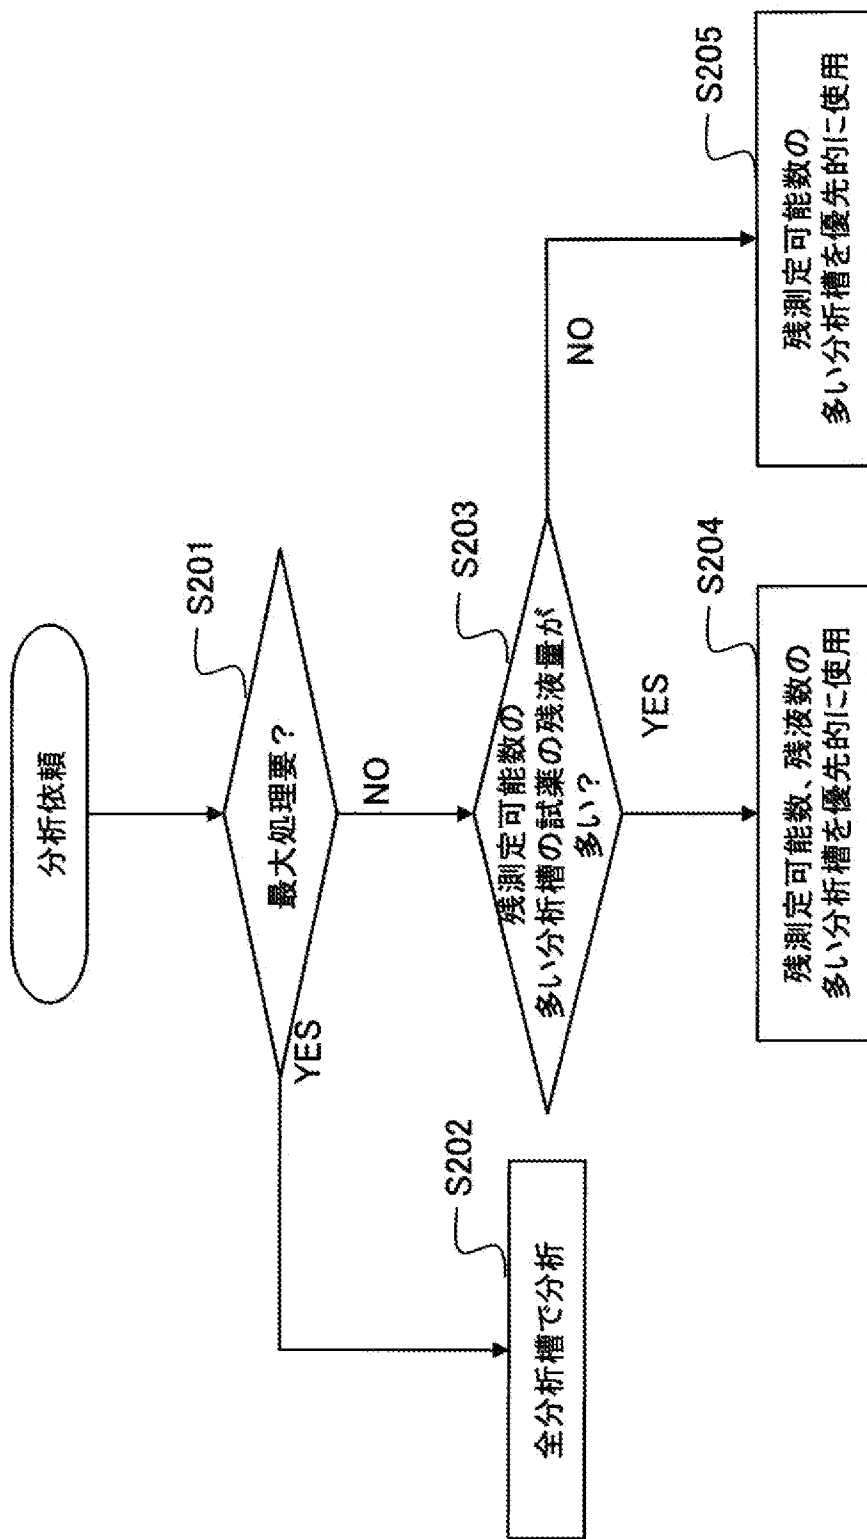 分析依頼
S201
最大処理要？
YES
NO
S202
全分析槽で分析
S203
残測定可能数の
多い分析槽の試薬の残液量が
多い？
YES
NO
S204
残測定可能数、残液数の
多い分析槽を優先的に使用
S205
残測定可能数の
多い分析槽を優先的に使用